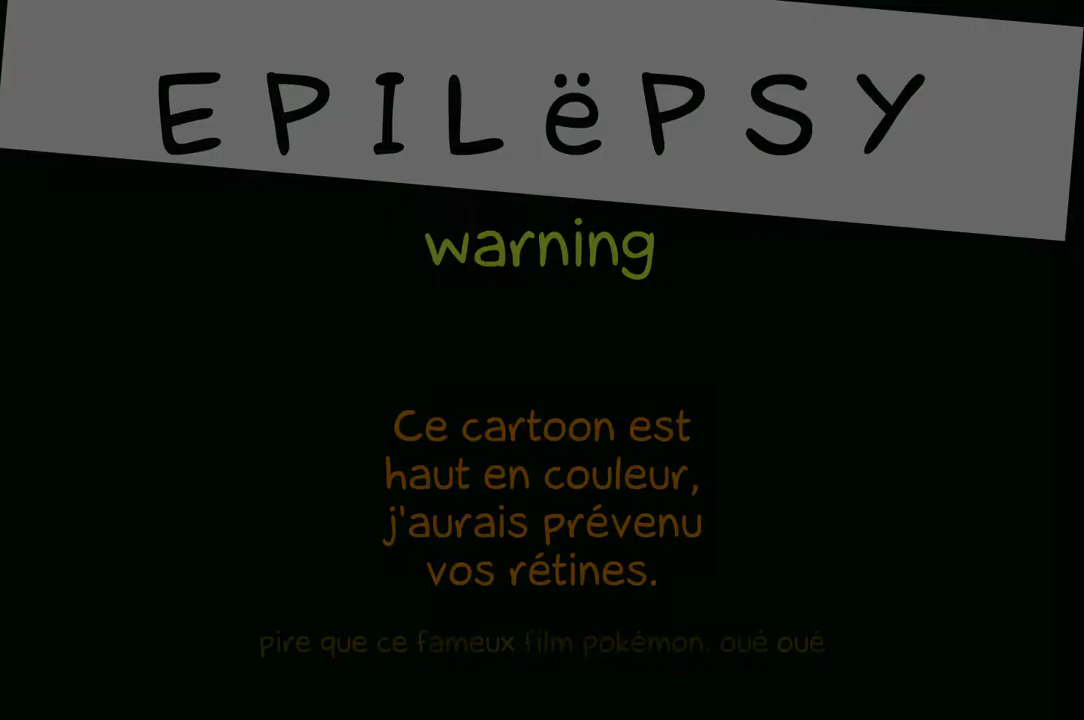 E P I L ë P S Y
warning
Ce cartoon est
haut en couleur,
j'aurais prévenu
vos rétines.
pire que ce fameux film pokémon. oué oué